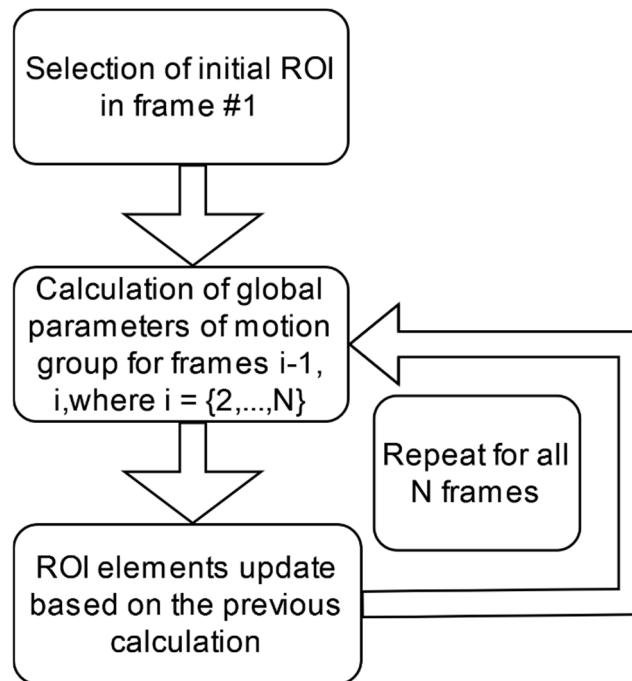 Selection of initial ROI
in frame #1
Calculation of global
parameters of motion
group for frames i-1,
i,where i = {2,...,N}
Repeat for all
N frames
ROI elements update
based on the previous
calculation